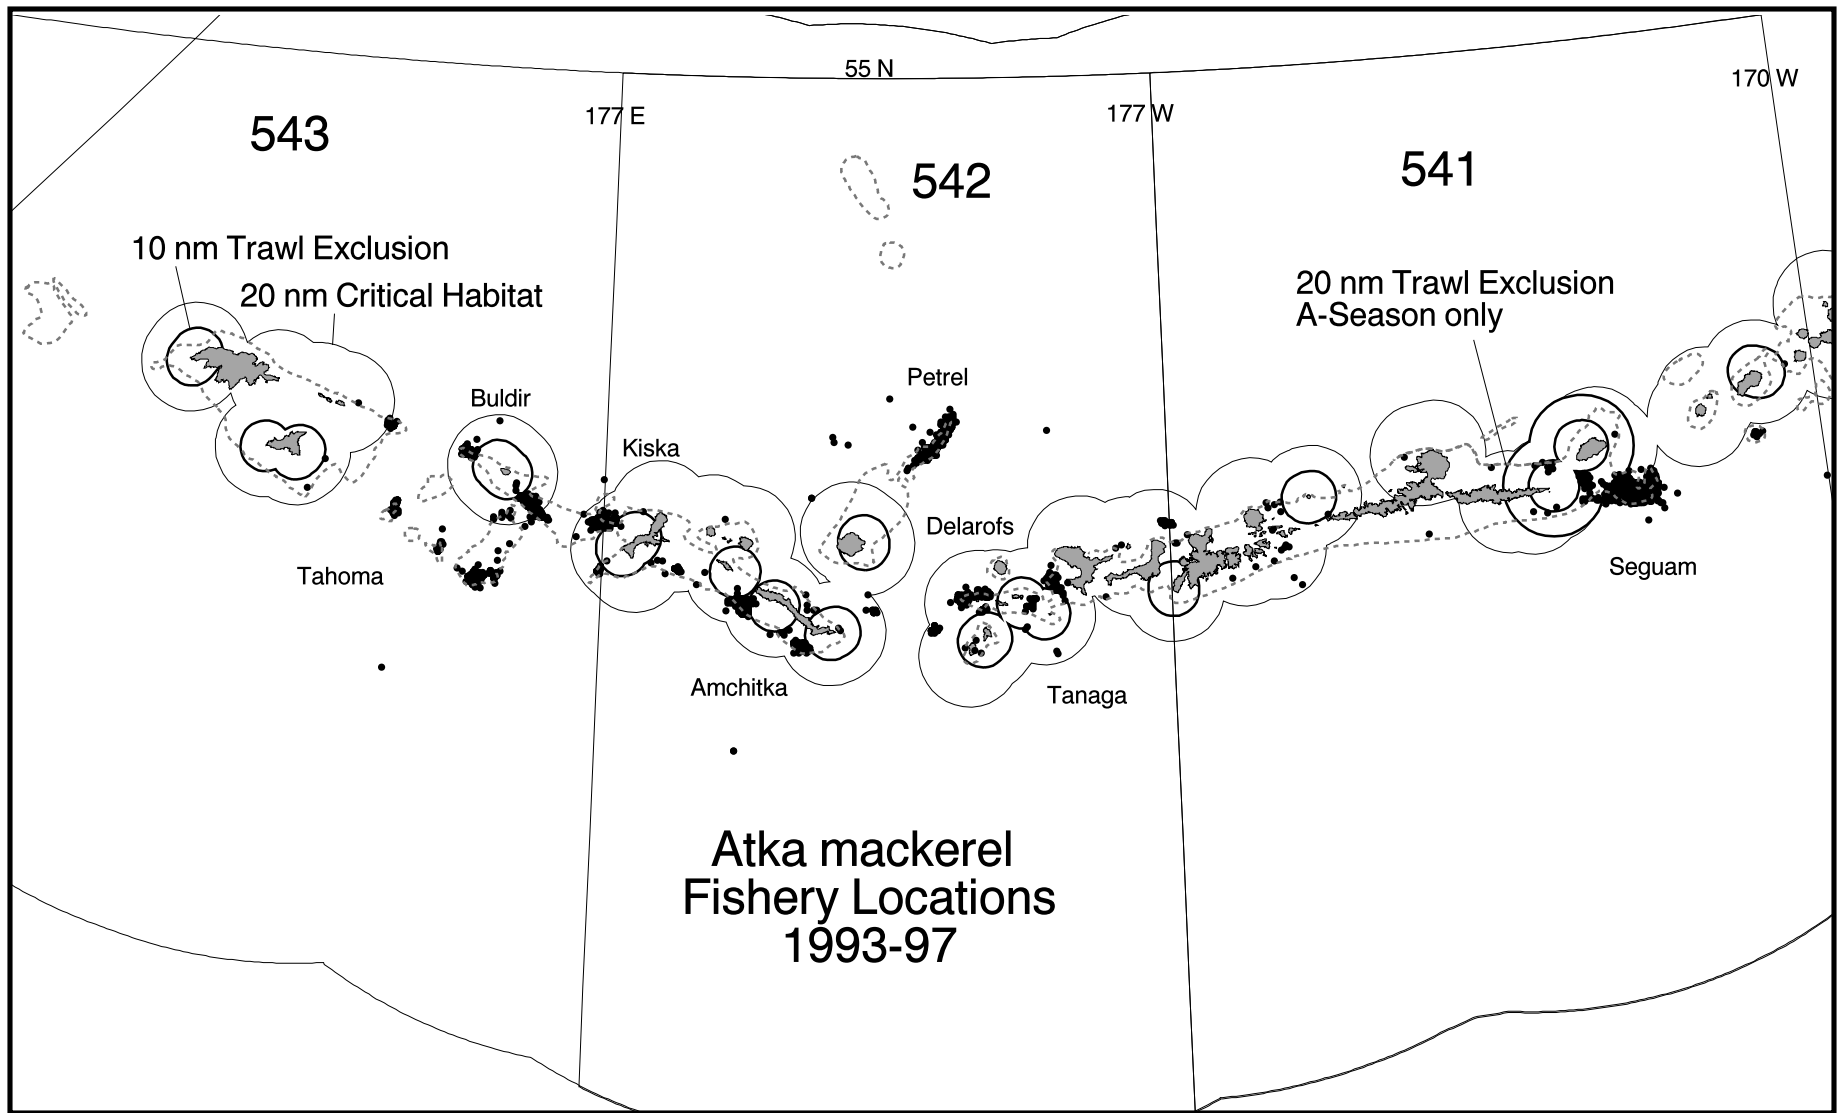 55 N
170 W
177 E
177 W
543
542
541
10 nm Trawl Exclusion
20 nm Critical Habitat
20 nm Trawl Exclusion
A-Season only
Petrel
Buldir
Kiska
Delarofs
Tahoma
Seguam
Amchitka
Tanaga
Atka mackerel
Fishery Locations
1993-97